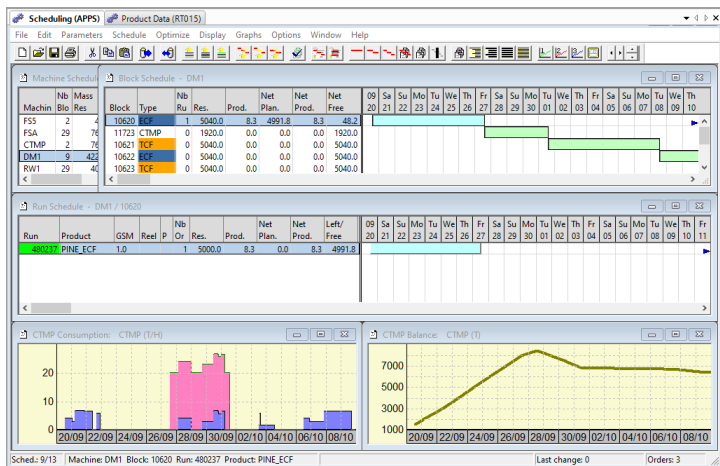 Scheduling (APPS) Product Data (RT015)
File Edit Parameters Schedule Optimize Display Graphs Options Window Help
Machine Schedul
Nb Mass
Machin Blo Res
FS5 2 4
FSA 29 76
CTMP 2 76
DM1 9 422
RW1 29 40
Block Schedule - DM1
Nb Net Net Net
Block Type Ru Res. Prod. Plan. Prod. Free
10620 ECF 1 5040.0 8.3 4991.8 8.3 48.2
11723 CTMP 0 1920.0 0.0 0.0 0.0 1920.0
10621 TCF 0 5040.0 0.0 0.0 0.0 5040.0
10622 ECF 0 5040.0 0.0 0.0 0.0 5040.0
10623 TCF 0 5040.0 0.0 0.0 0.0 5040.0
09 Sa Su Mo Tu We Th Fr Sa Su Mo Tu We Th Fr Sa Su Mo Tu We Th
20 21 22 23 24 25 26 27 28 29 30 01 02 03 04 05 06 07 08 09 10
Run Schedule - DM1 / 10620
Nb Net Net Left/
Run Product GSM Reel P Or Res. Prod. Plan. Prod. Free
480237 PINE_ECF 1.0 1 5000.0 8.3 0.0 8.3 4991.8
09 Sa Su Mo Tu We Th Fr Sa Su Mo Tu We Th Fr Sa Su Mo Tu We Th Fr
20 21 22 23 24 25 26 27 28 29 30 01 02 03 04 05 06 07 08 09 10 11
CTMP Consumption: CTMP (T/H)
20
10
0
20/09 22/09 24/09 26/09 28/09 30/09 02/10 04/10 06/10 08/10
CTMP Balance: CTMP (T)
7000
5000
3000
1000
20/09 22/09 24/09 26/09 28/09 30/09 02/10 04/10 06/10 08/10
Sched.: 9/13 Machine: DM1 Block: 10620 Run: 480237 Product: PINE_ECF Last change: 0 Orders: 3